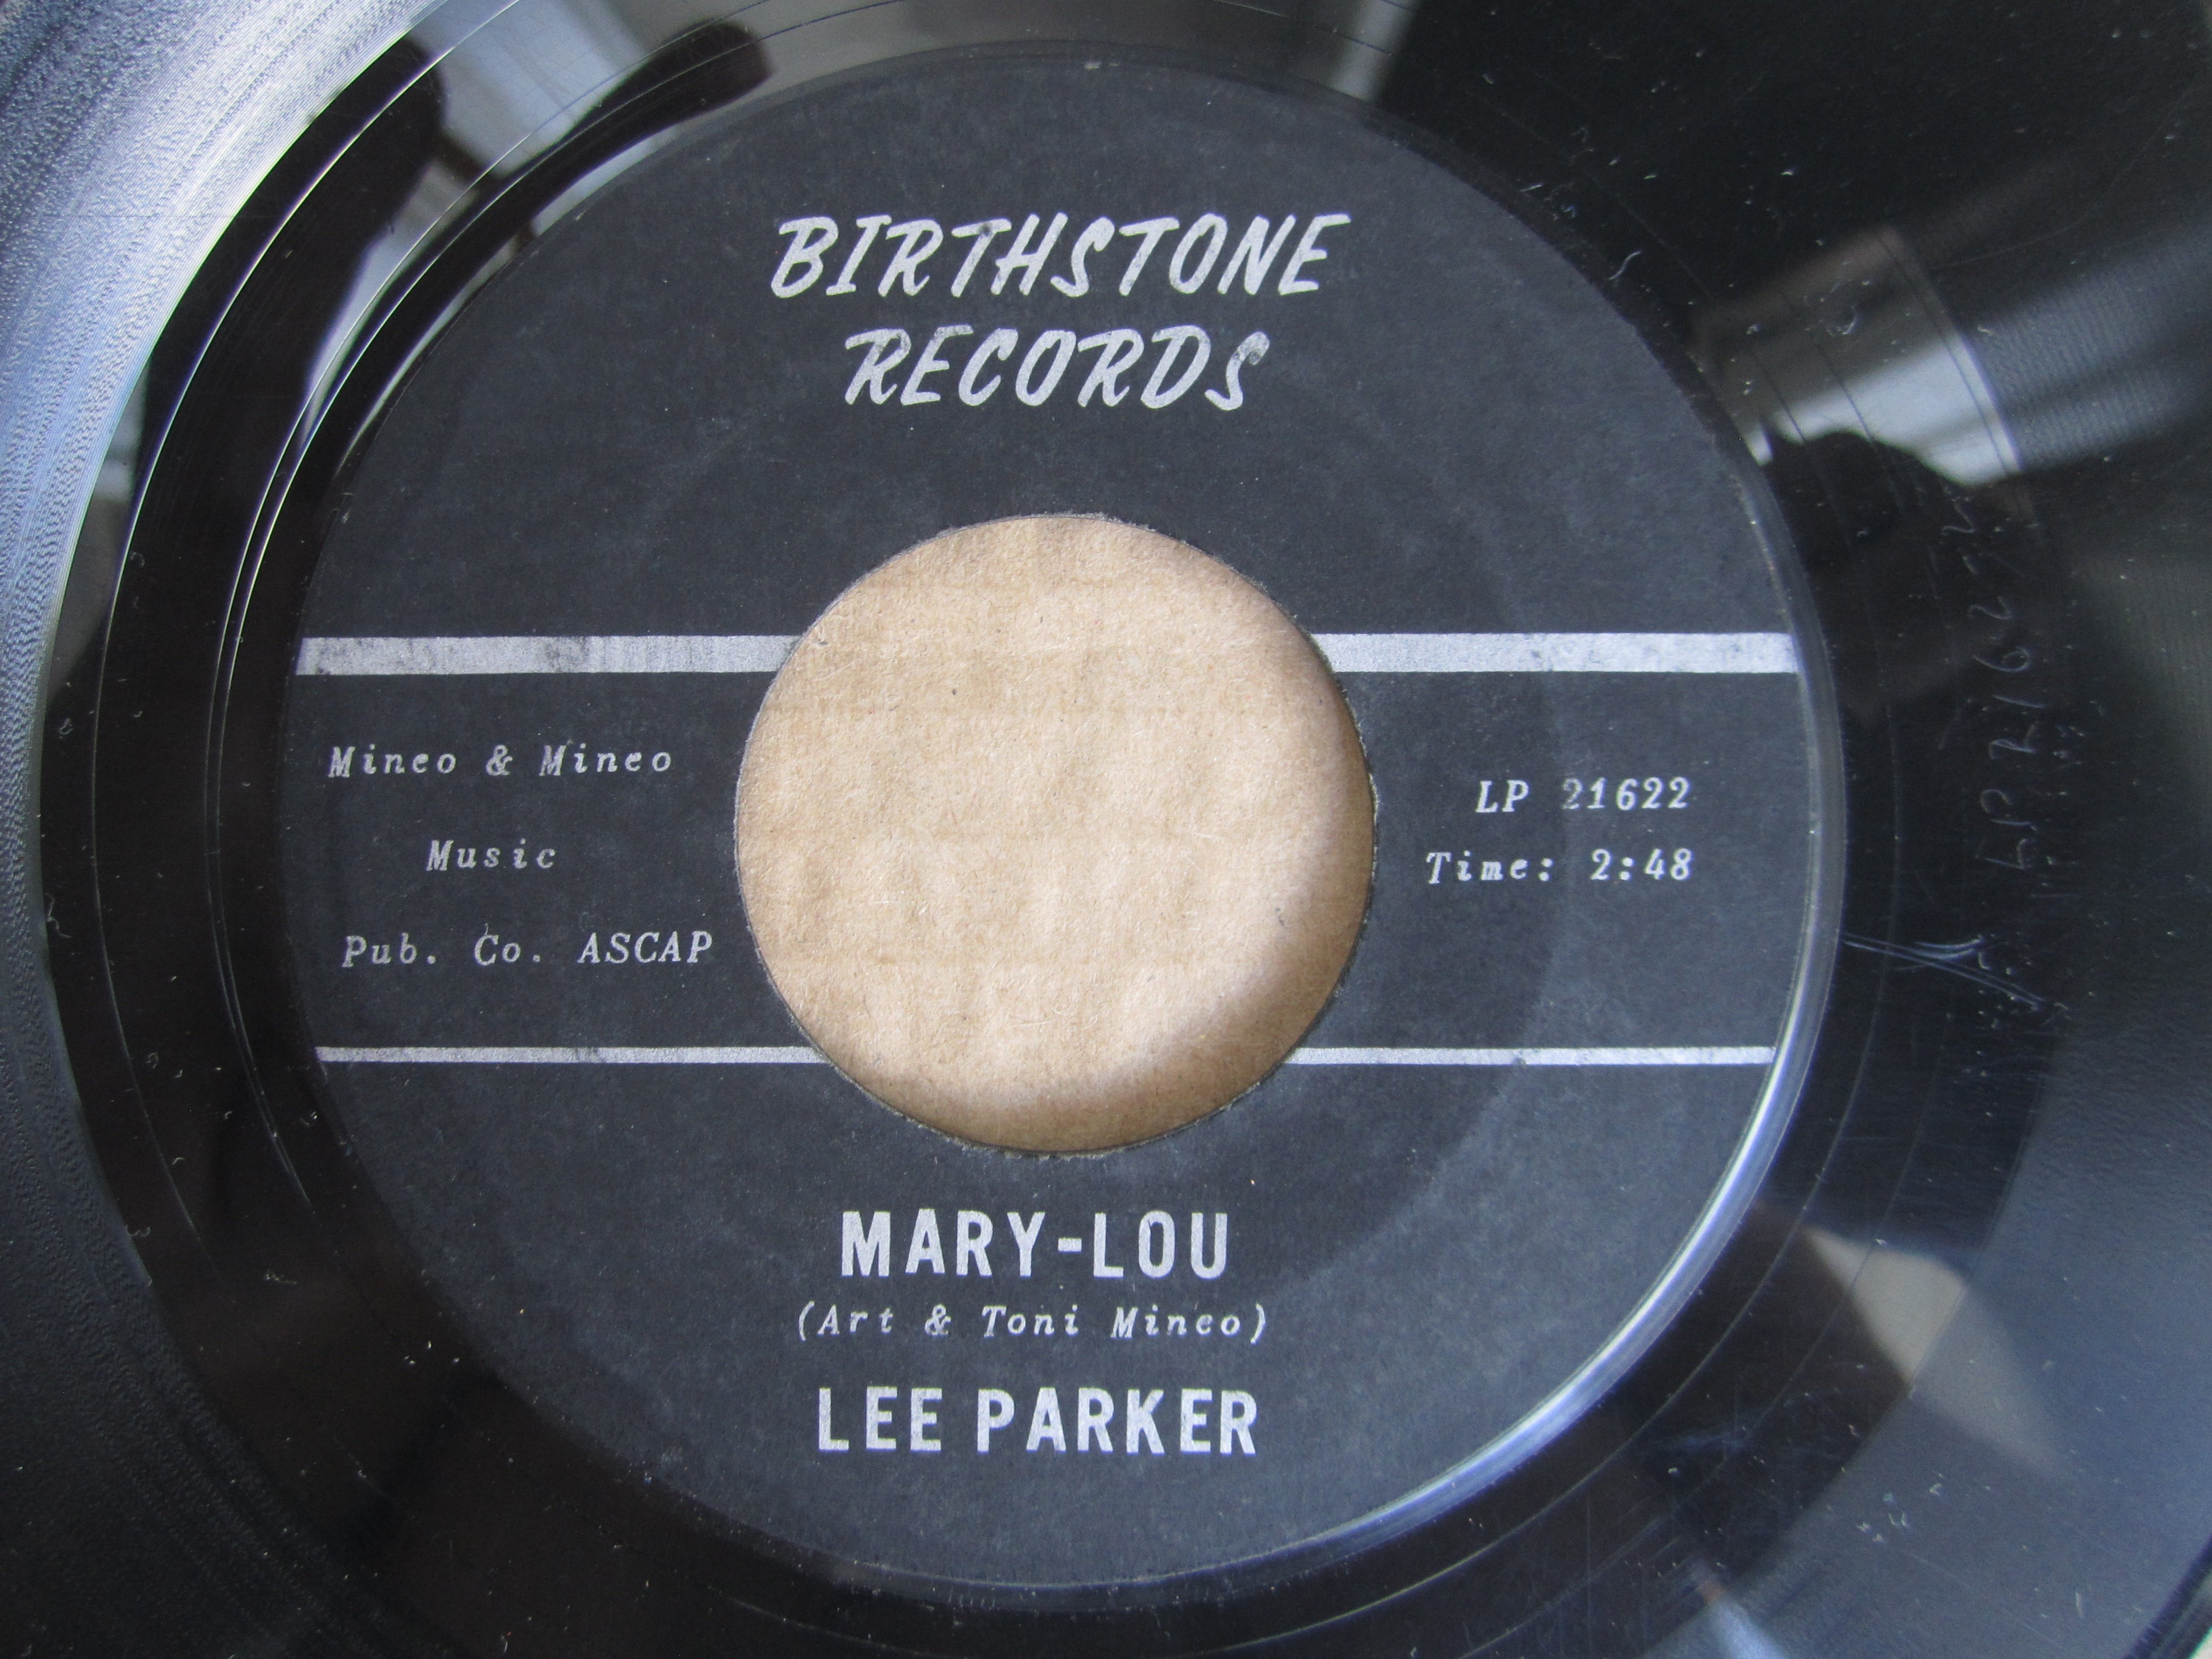 BIRTHSTONE
RECORDS
Mineo & Mineo
Music
Pub. Co. ASCAP
LP 21622
Time: 2:48
MARY-LOU
(Art & Toni Mineo)
LEE PARKER